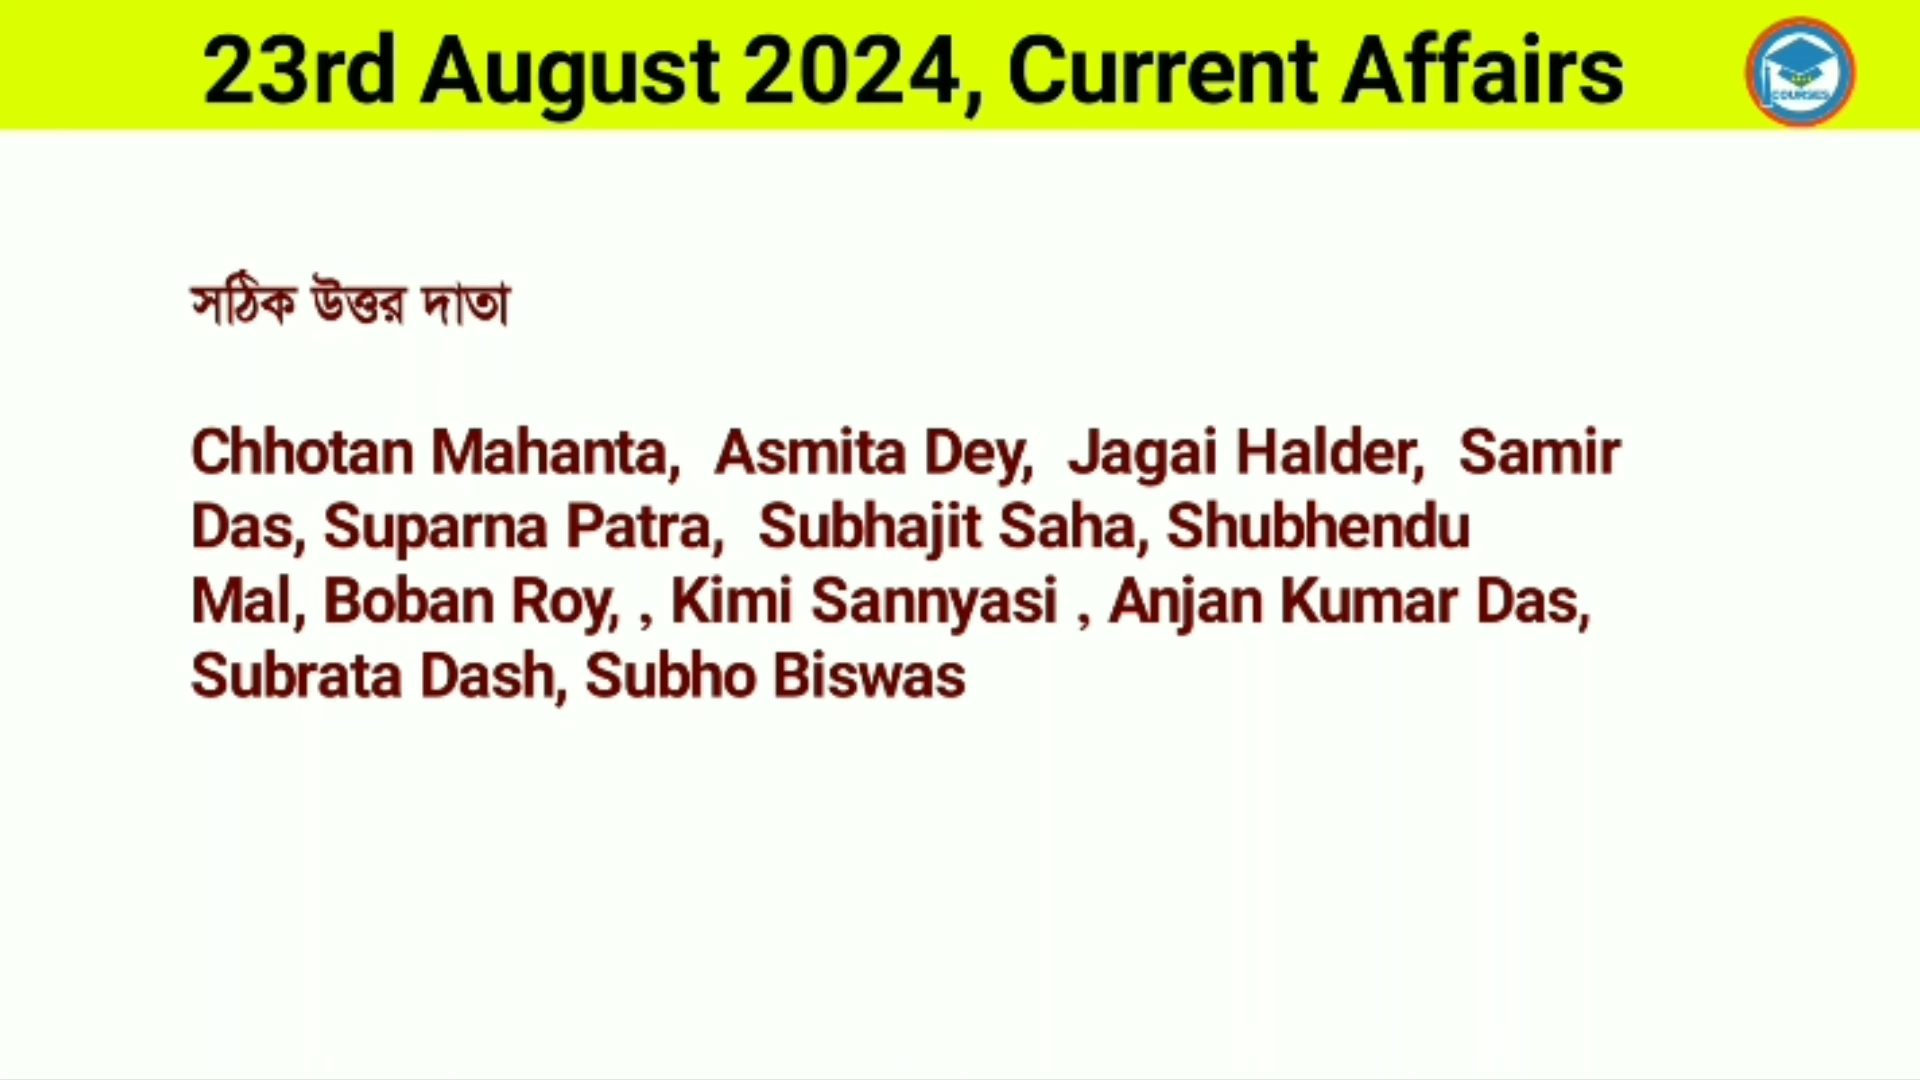 23rd August 2024, Current Affairs
COURSES
সঠিক উত্তর দাতা
Chhotan Mahanta,  Asmita Dey,  Jagai Halder,  Samir
Das, Suparna Patra,  Subhajit Saha, Shubhendu
Mal, Boban Roy, , Kimi Sannyasi , Anjan Kumar Das,
Subrata Dash, Subho Biswas